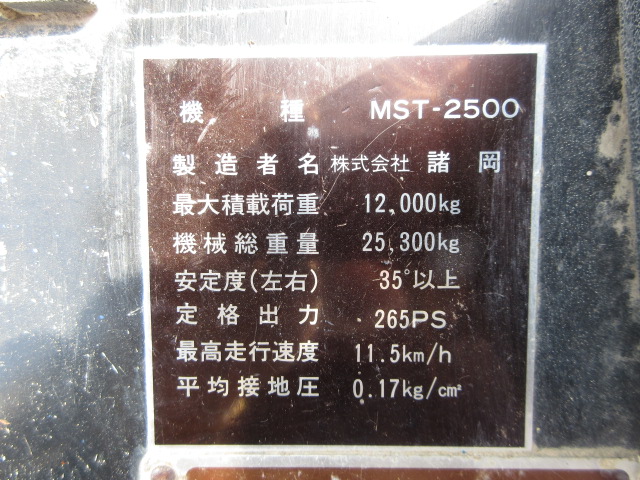 機種 MST-2500
製造者名 株式会社 諸岡
最大積載荷重 12,000kg
機械総重量 25,300kg
安定度(左右) 35°以上
定格出力 265PS
最高走行速度 11.5km/h
平均接地圧 0.17kg/cm²